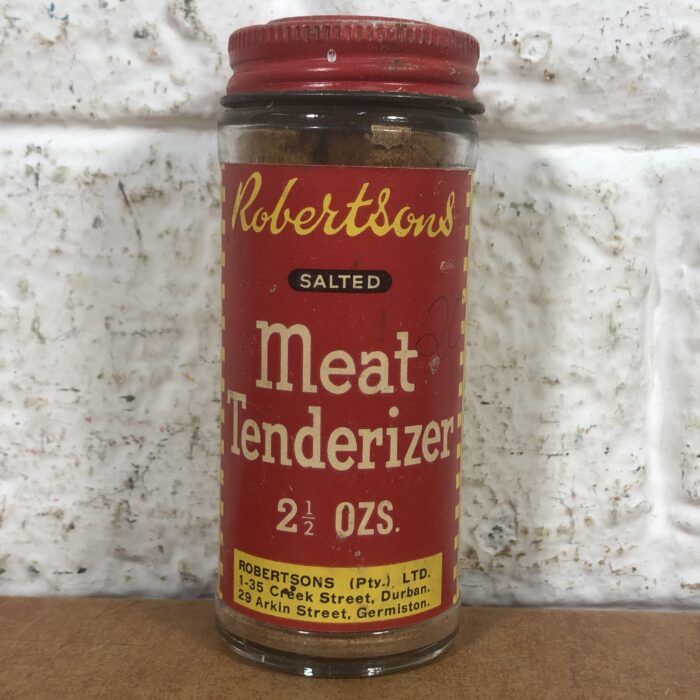 Robertsons
SALTED
Meat
Tenderizer
2½ OZS.
ROBERTSONS (Pty.) LTD.
1-35 Creek Street, Durban.
29 Arkin Street, Germiston.